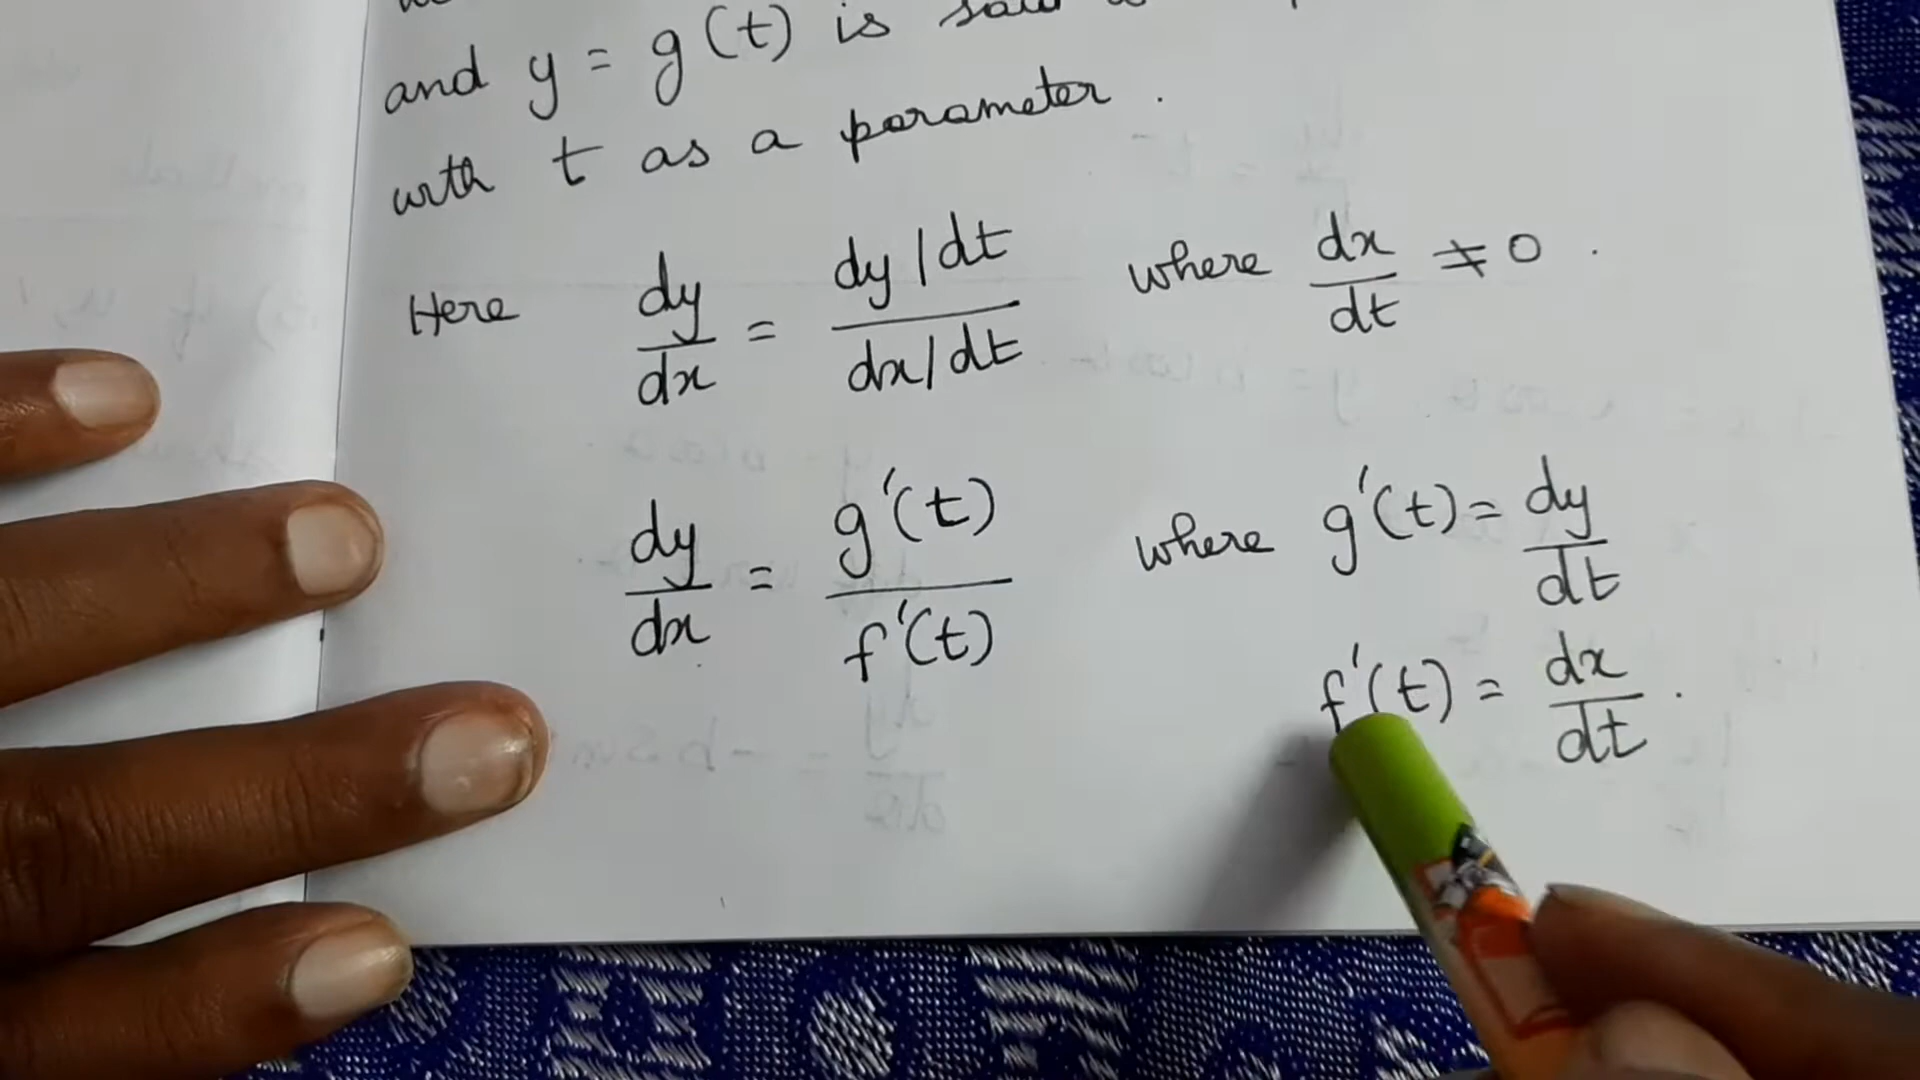 and y = g(t) is said
with t as a parameter.
Here dy/dx = dy/dt / dx/dt where dx/dt ≠ 0.
dy/dx = g'(t)/f'(t) where g'(t) = dy/dt
f'(t) = dx/dt.